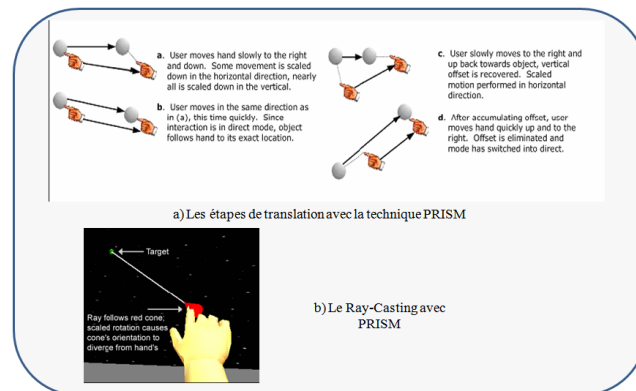 a. User moves hand slowly to the right
and down. Some movement is scaled
down in the horizontal direction, nearly
all is scaled down in the vertical.
b. User moves in the same direction as
in (a), this time quickly. Since
interaction is in direct mode, object
follows hand to its exact location.
c. User slowly moves to the right and
up back towards object, vertical
offset is recovered. Scaled
motion performed in horizontal
direction.
d. After accumulating offset, user
moves hand quickly up and to the
right. Offset is eliminated and
mode has switched into direct.
a) Les étapes de translation avec la technique PRISM
Target
Ray follows red cone;
scaled rotation causes
cone's orientation to
diverge from hand's
b) Le Ray-Casting avec
PRISM